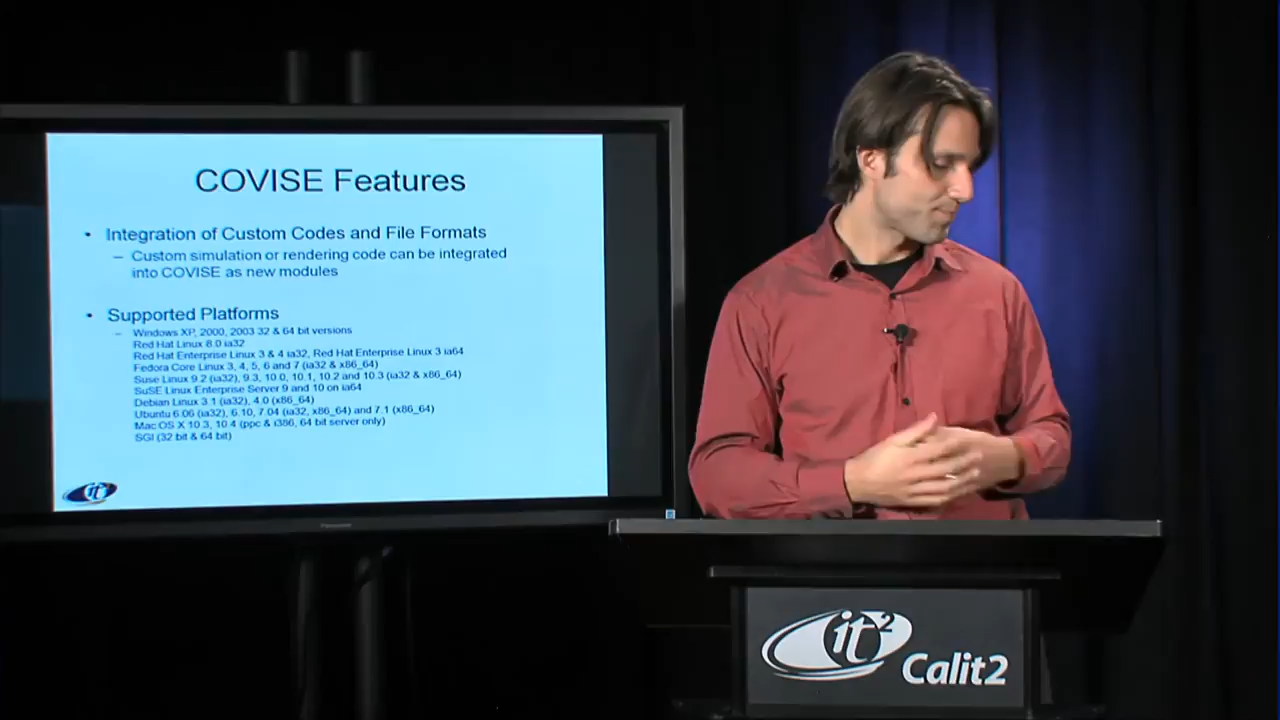 COVISE Features
• Integration of Custom Codes and File Formats
– Custom simulation or rendering code can be integrated
into COVISE as new modules
• Supported Platforms
– Windows XP, 2000, 2003 32 & 64 bit versions
Red Hat Linux 8.0 ia32
Red Hat Enterprise Linux 3 & 4 ia32, Red Hat Enterprise Linux 3 ia64
Fedora Core Linux 3, 4, 5, 6 and 7 (ia32 & x86_64)
Suse Linux 9.2 (ia32), 9.3, 10.0, 10.1, 10.2 and 10.3 (ia32 & x86_64)
SuSE Linux Enterprise Server 9 and 10 on ia64
Debian Linux 3.1 (ia32), 4.0 (x86_64)
Ubuntu 6.06 (ia32), 6.10, 7.04 (ia32, x86_64) and 7.1 (x86_64)
Mac OS X 10.3, 10.4 (ppc & i386, 64 bit server only)
SGI (32 bit & 64 bit)
it2
Panasonic
it2
Calit2